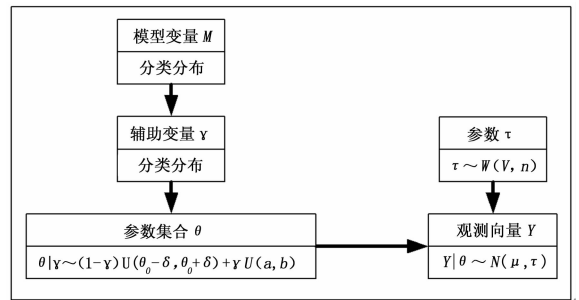 模型变量 M
分类分布
辅助变量 γ
分类分布
参数 τ
τ～W(V,n)
参数集合 θ
θ|γ～(1-γ)U(θ₀-δ,θ₀+δ)+γU(a,b)
观测向量 Y
Y|θ～N(μ,τ)